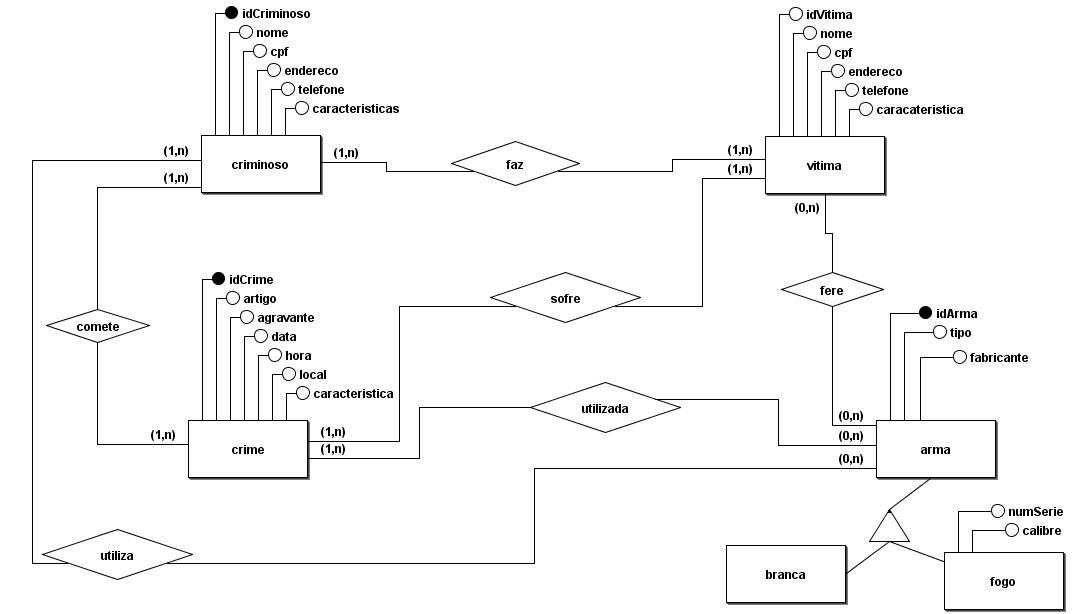 idCriminoso
nome
cpf
endereco
telefone
caracteristicas
criminoso
idVitima
nome
cpf
endereco
telefone
caracateristica
vitima
(1,n)
(1,n)
(1,n)
faz
(1,n)
(1,n)
(0,n)
comete
idCrime
artigo
agravante
data
hora
local
caracteristica
crime
(1,n)
(1,n)
(1,n)
sofre
fere
utilizada
idArma
tipo
fabricante
arma
(0,n)
(0,n)
(0,n)
utiliza
branca
numSerie
calibre
fogo